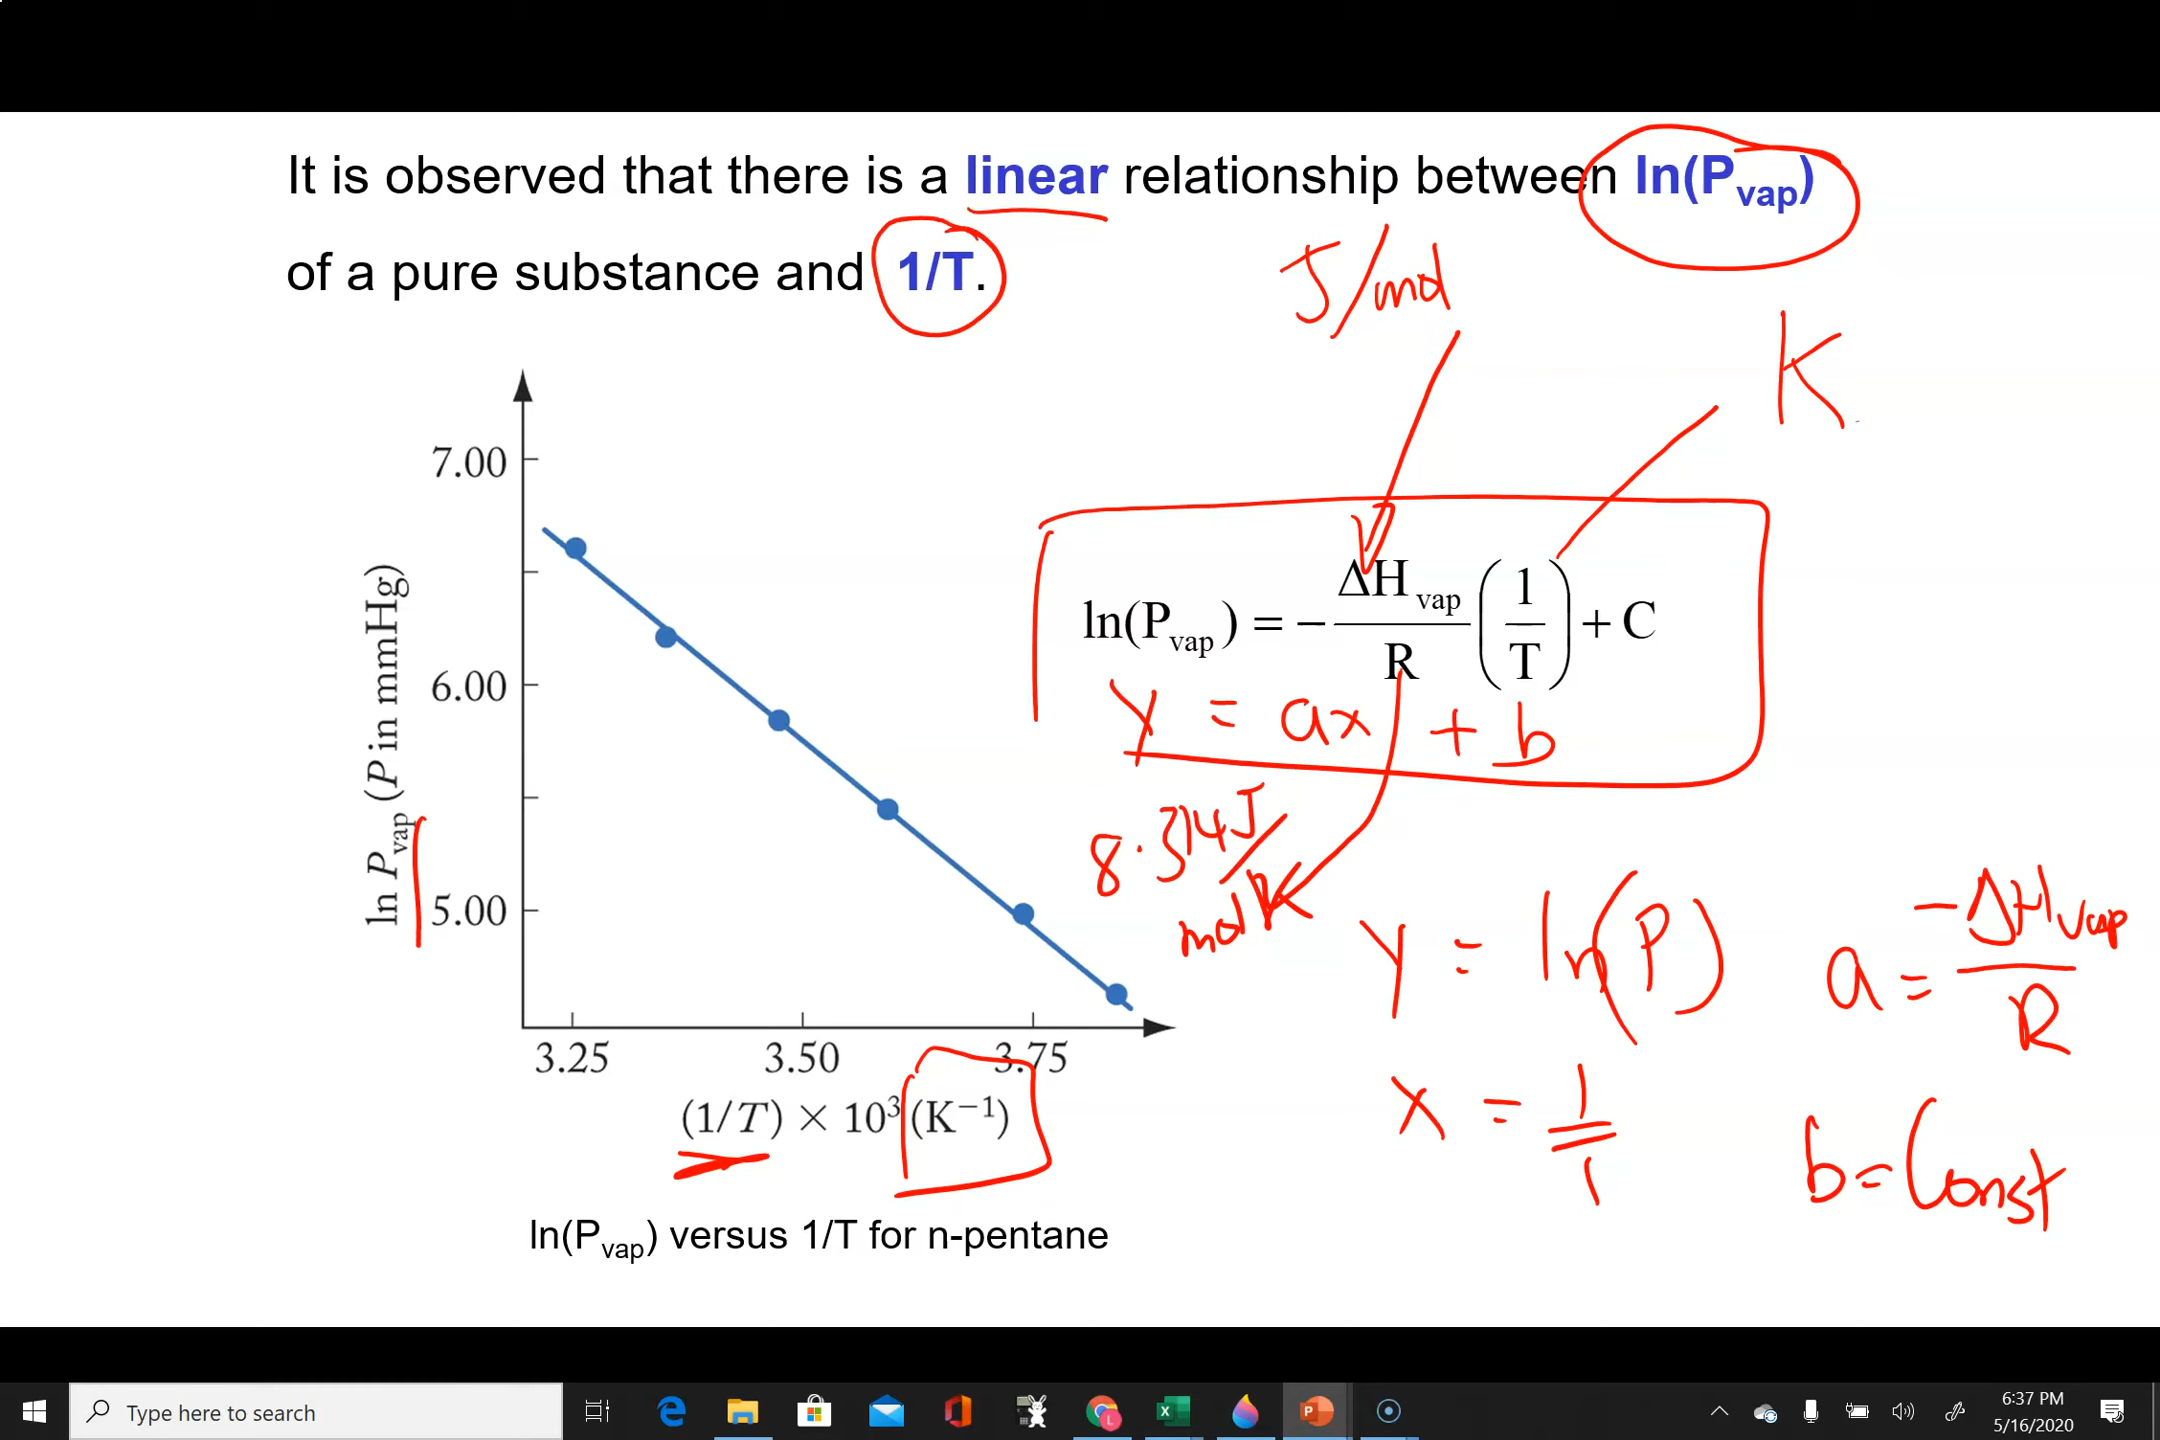 It is observed that there is a linear relationship between ln(Pvap)
of a pure substance and 1/T.
J/mol
K
7.00
6.00
5.00
ln Pvap (P in mmHg)
3.25 3.50 3.75
(1/T) × 10³ (K⁻¹)
ln(Pvap) versus 1/T for n-pentane
ln(Pvap) = − ΔHvap/R (1/T) + C
y = ax + b
8.314 J/
mol K
y = ln(P)
a = -ΔHvap/R
x = 1/T
b = Const
Type here to search
6:37 PM
5/16/2020